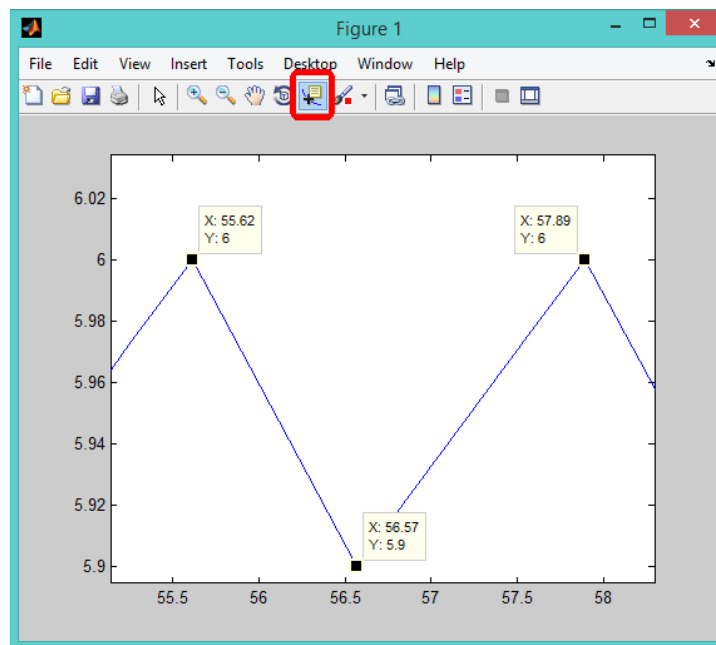 Figure 1
File Edit View Insert Tools Desktop Window Help
6.02
6
5.98
5.96
5.94
5.92
5.9
X: 55.62
Y: 6
X: 57.89
Y: 6
X: 56.57
Y: 5.9
55.5 56 56.5 57 57.5 58